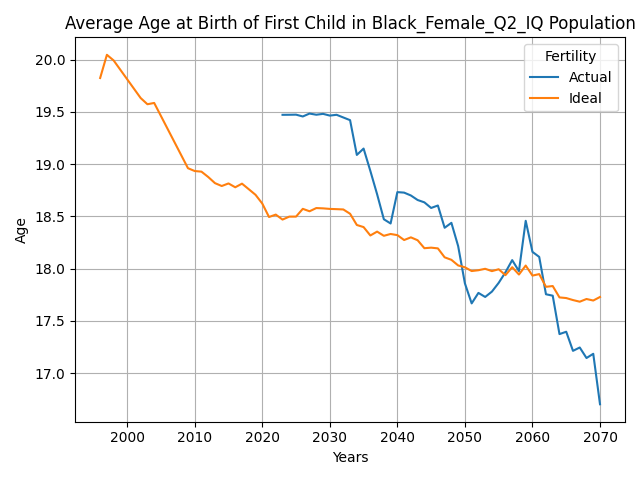 Average Age at Birth of First Child in Black_Female_Q2_IQ Population
Fertility
Actual
Ideal
20.0
19.5
19.0
18.5
18.0
17.5
17.0
Age
2000
2010
2020
2030
2040
2050
2060
2070
Years